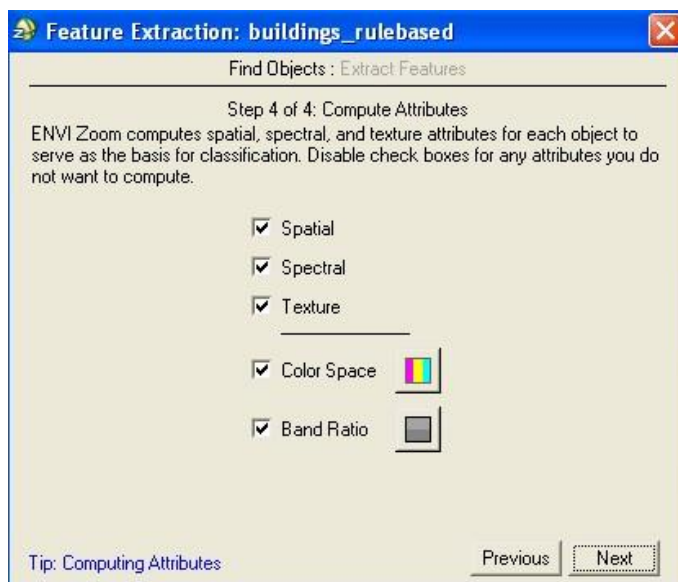 Feature Extraction: buildings_rulebased
Find Objects : Extract Features
Step 4 of 4: Compute Attributes
ENVI Zoom computes spatial, spectral, and texture attributes for each object to
serve as the basis for classification. Disable check boxes for any attributes you do
not want to compute.
Spatial
Spectral
Texture
Color Space
Band Ratio
Tip: Computing Attributes
Previous
Next